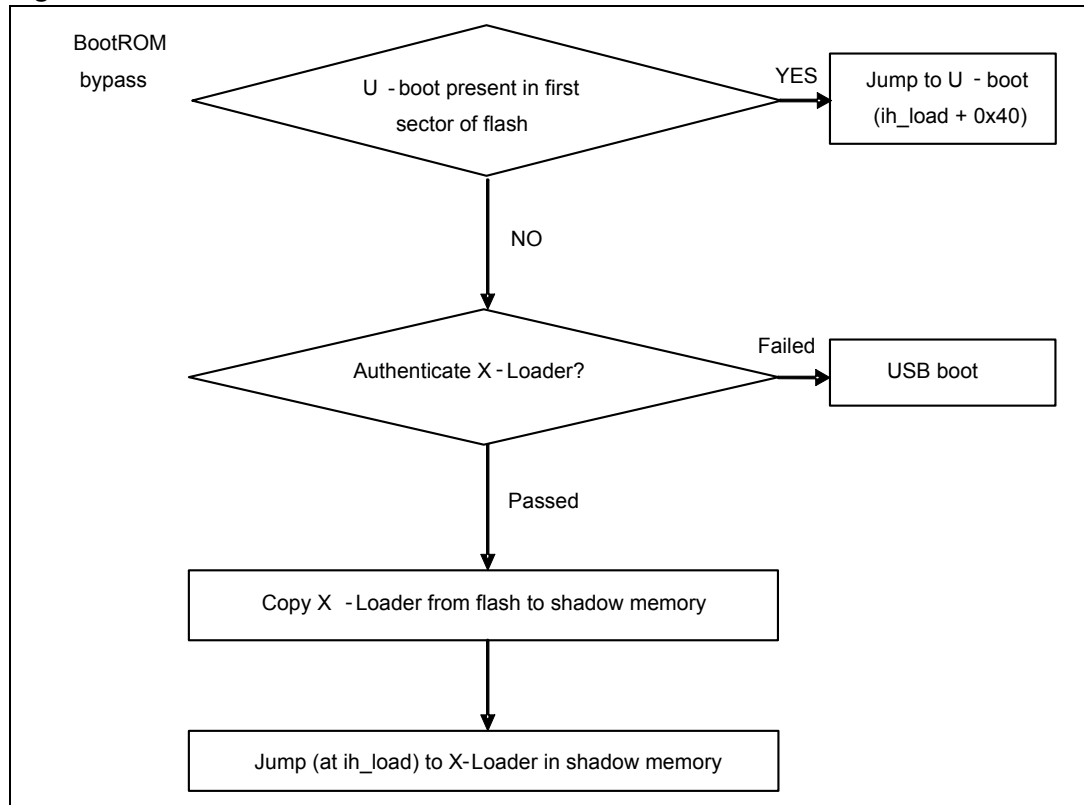 BootROM
bypass
U - boot present in first
sector of flash
YES
Jump to U - boot
(ih_load + 0x40)
NO
Authenticate X - Loader?
Failed
USB boot
Passed
Copy X - Loader from flash to shadow memory
Jump (at ih_load) to X-Loader in shadow memory